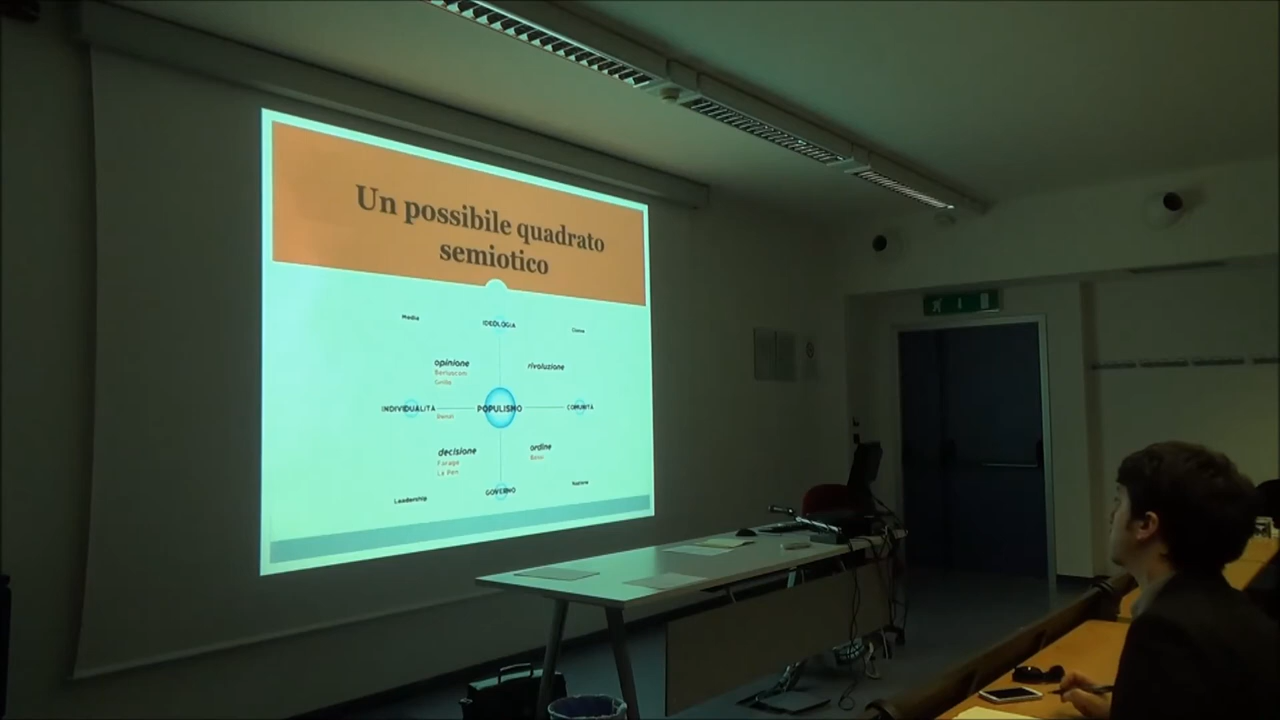 Un possibile quadrato
semiotico
media
IDEOLOGIA
opinione
Berlusconi
Grillo
rivoluzione
INDIVIDUALITÀ
POPULISMO
COMUNITÀ
Renzi
decisione
Farage
Le Pen
ordine
Bossi
Leadership
GOVERNO
Nazione